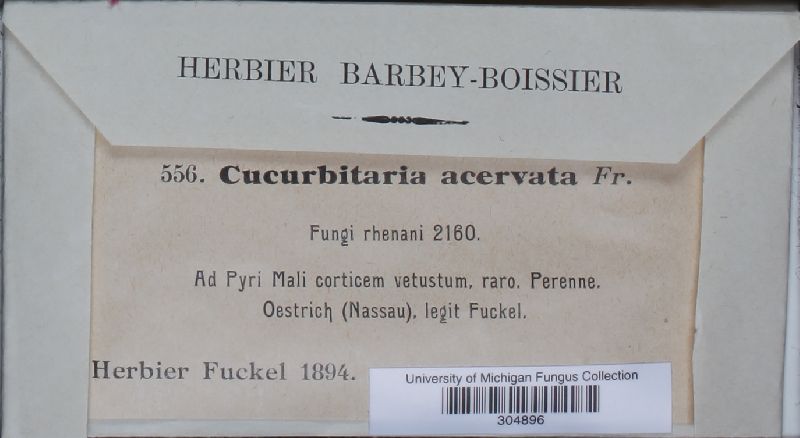 HERBIER BARBEY-BOISSIER
556. Cucurbitaria acervata Fr.
Fungi rhenani 2160.
Ad Pyri Mali corticem vetustum, raro. Perenne.
Oestrich (Nassau), legit Fuckel.
Herbier Fuckel 1894.
University of Michigan Fungus Collection
304896